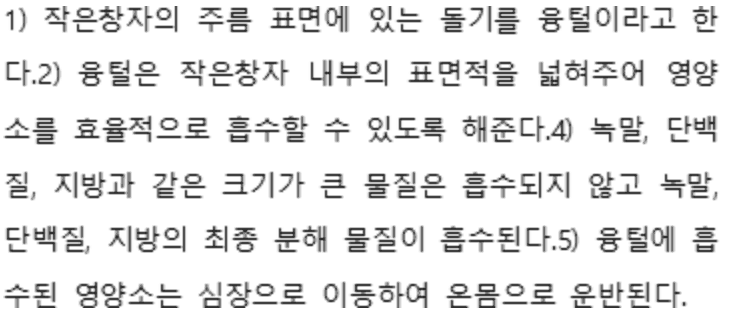 1) 작은창자의 주름 표면에 있는 돌기를 융털이라고 한
다.2) 융털은 작은창자 내부의 표면적을 넓혀주어 영양
소를 효율적으로 흡수할 수 있도록 해준다.4) 녹말, 단백
질, 지방과 같은 크기가 큰 물질은 흡수되지 않고 녹말,
단백질, 지방의 최종 분해 물질이 흡수된다.5) 융털에 흡
수된 영양소는 심장으로 이동하여 온몸으로 운반된다.